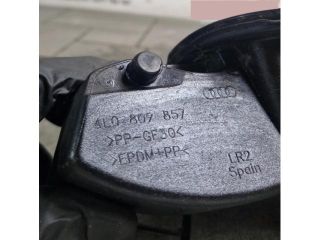 4L0 809 857
>PP-GF30<
>EPDM+PP<
LR2
Spain